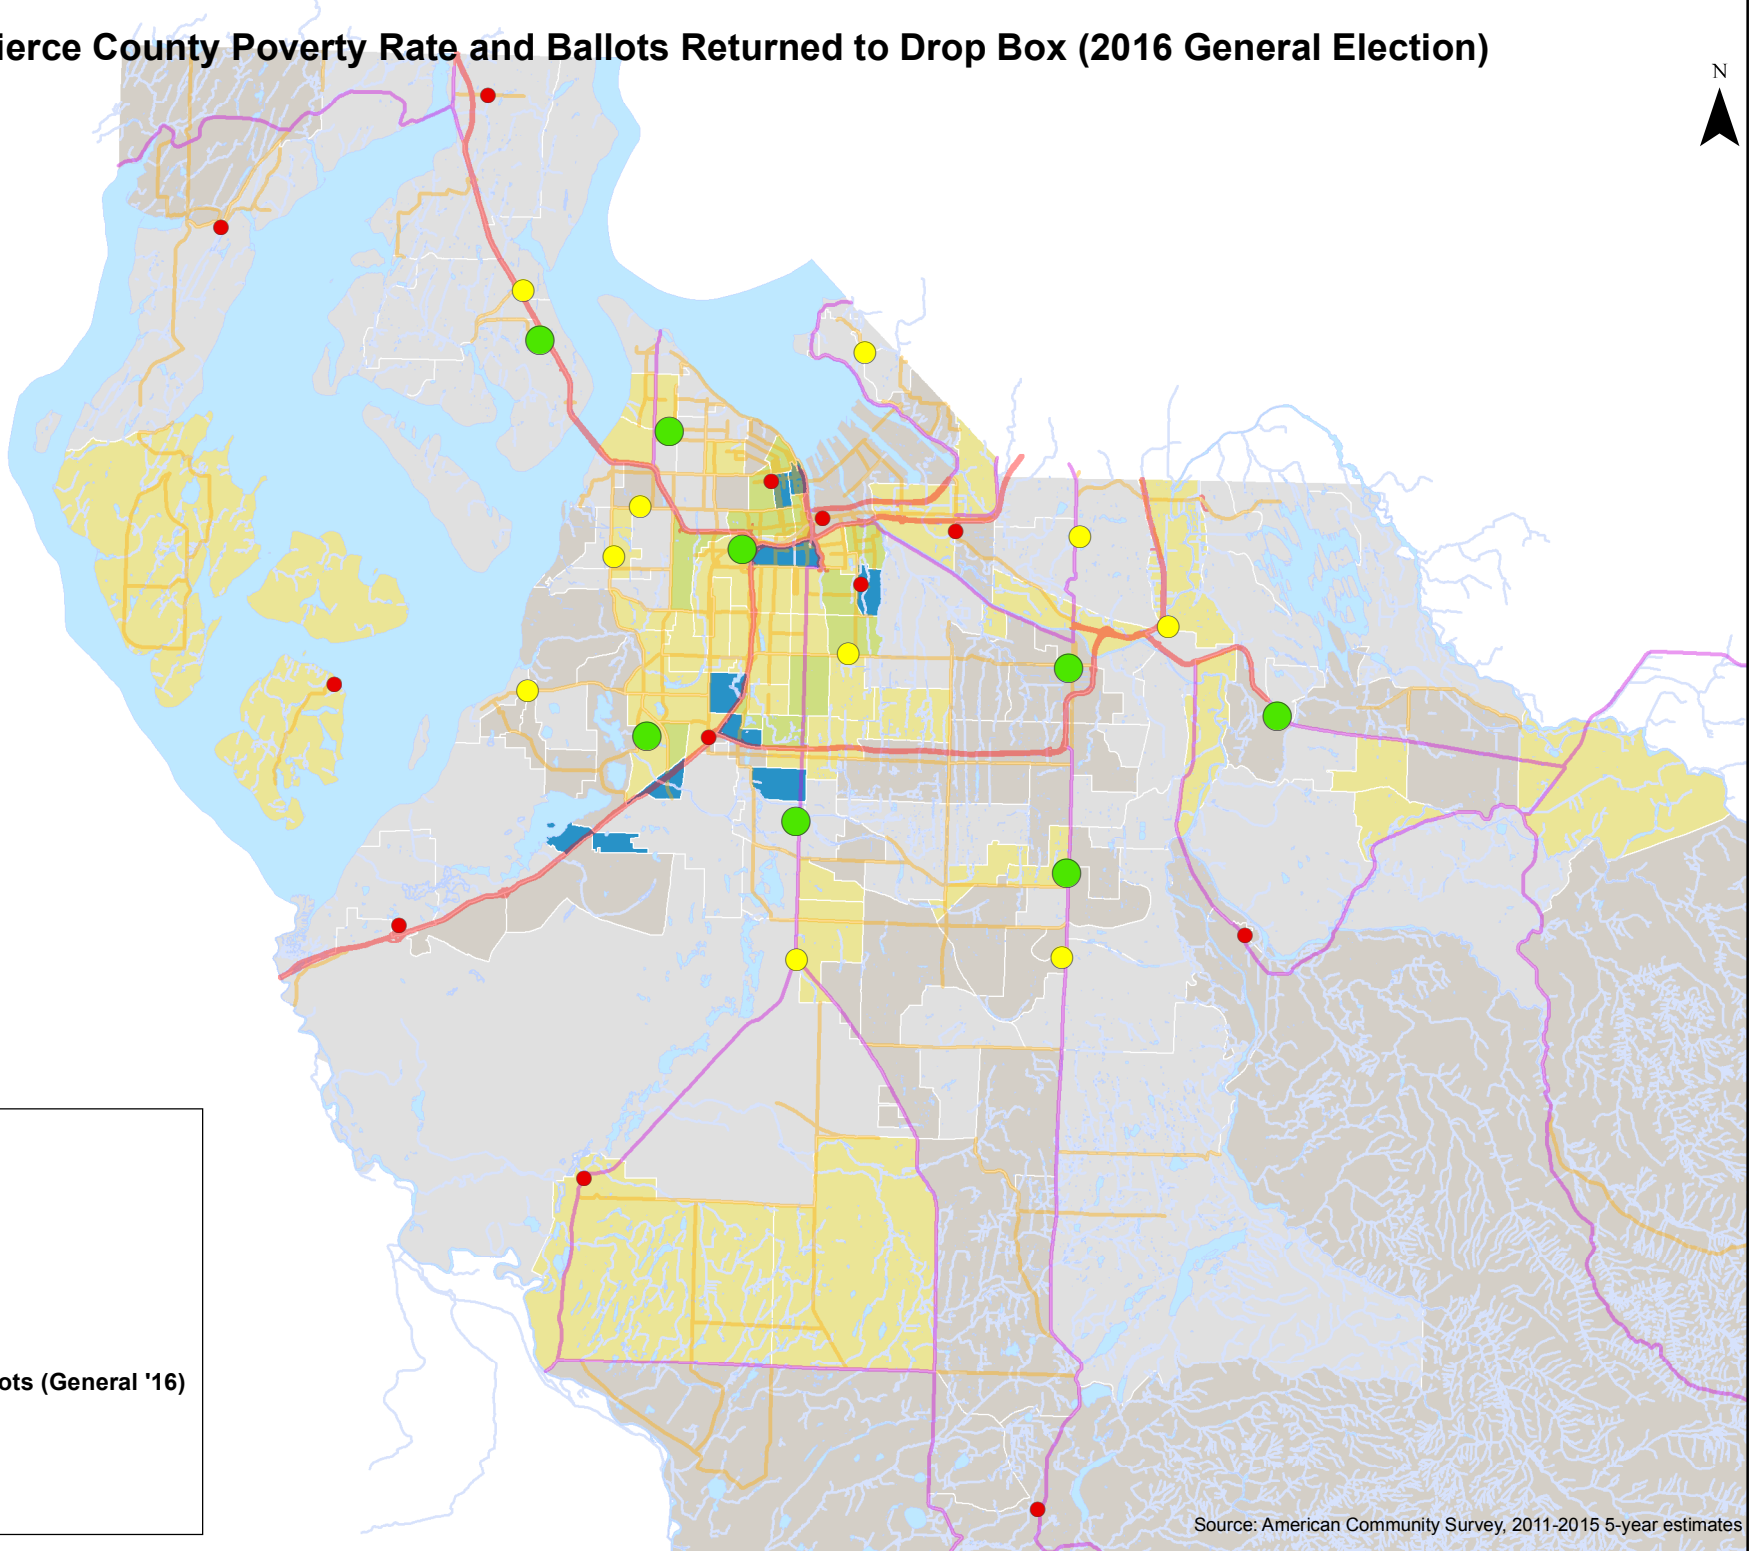 ierce County Poverty Rate and Ballots Returned to Drop Box (2016 General Election)
N
ots (General '16)
Source: American Community Survey, 2011-2015 5-year estimates